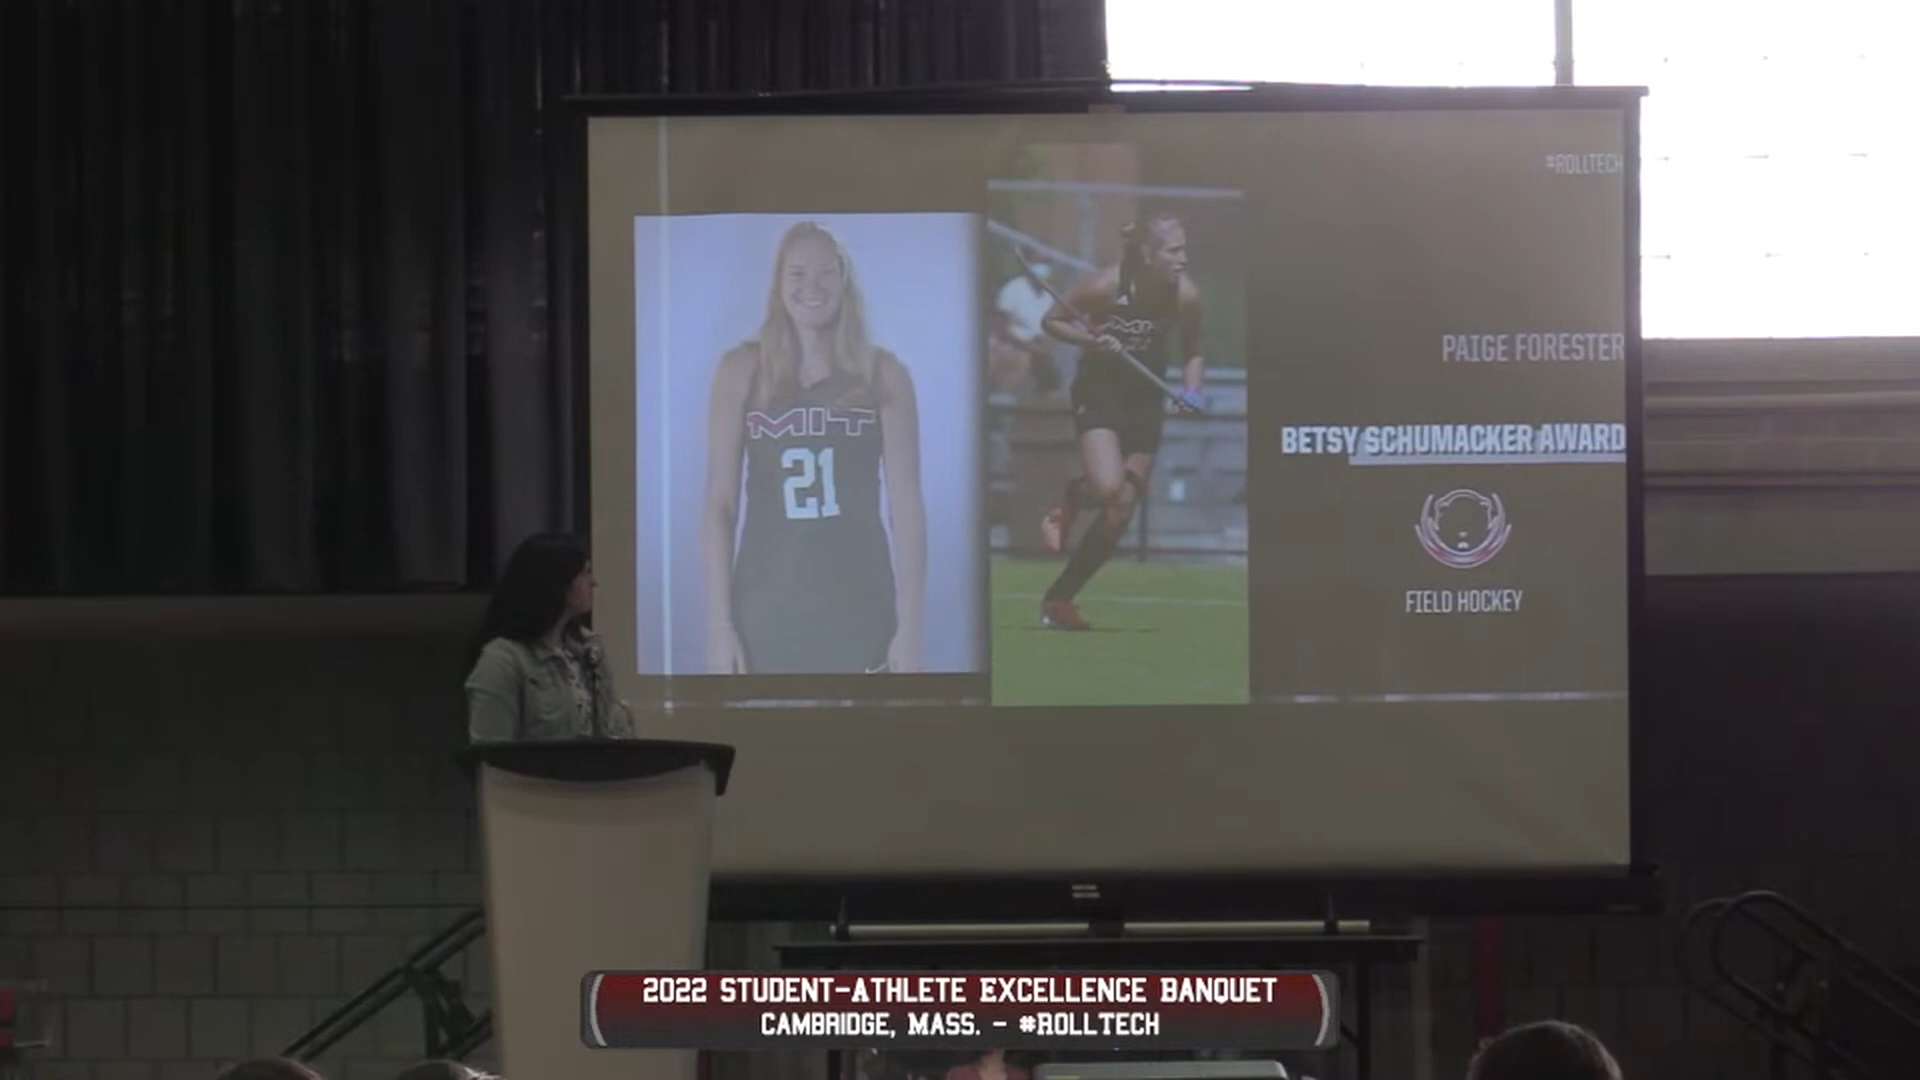 #ROLLTECH
MIT
21
PAIGE FORESTER
BETSY SCHUMACKER AWARD
FIELD HOCKEY
2022 STUDENT-ATHLETE EXCELLENCE BANQUET
CAMBRIDGE, MASS. - #ROLLTECH